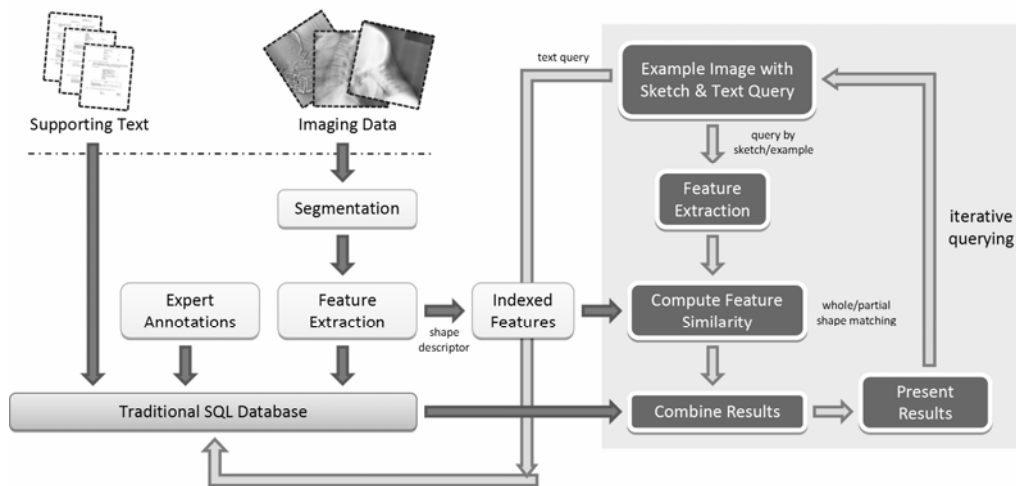 Supporting Text
Imaging Data
Segmentation
Expert
Annotations
Feature
Extraction
shape
descriptor
Indexed
Features
Traditional SQL Database
text query
Example Image with
Sketch & Text Query
query by
sketch/example
Feature
Extraction
Compute Feature
Similarity
whole/partial
shape matching
Combine Results
Present
Results
iterative
querying